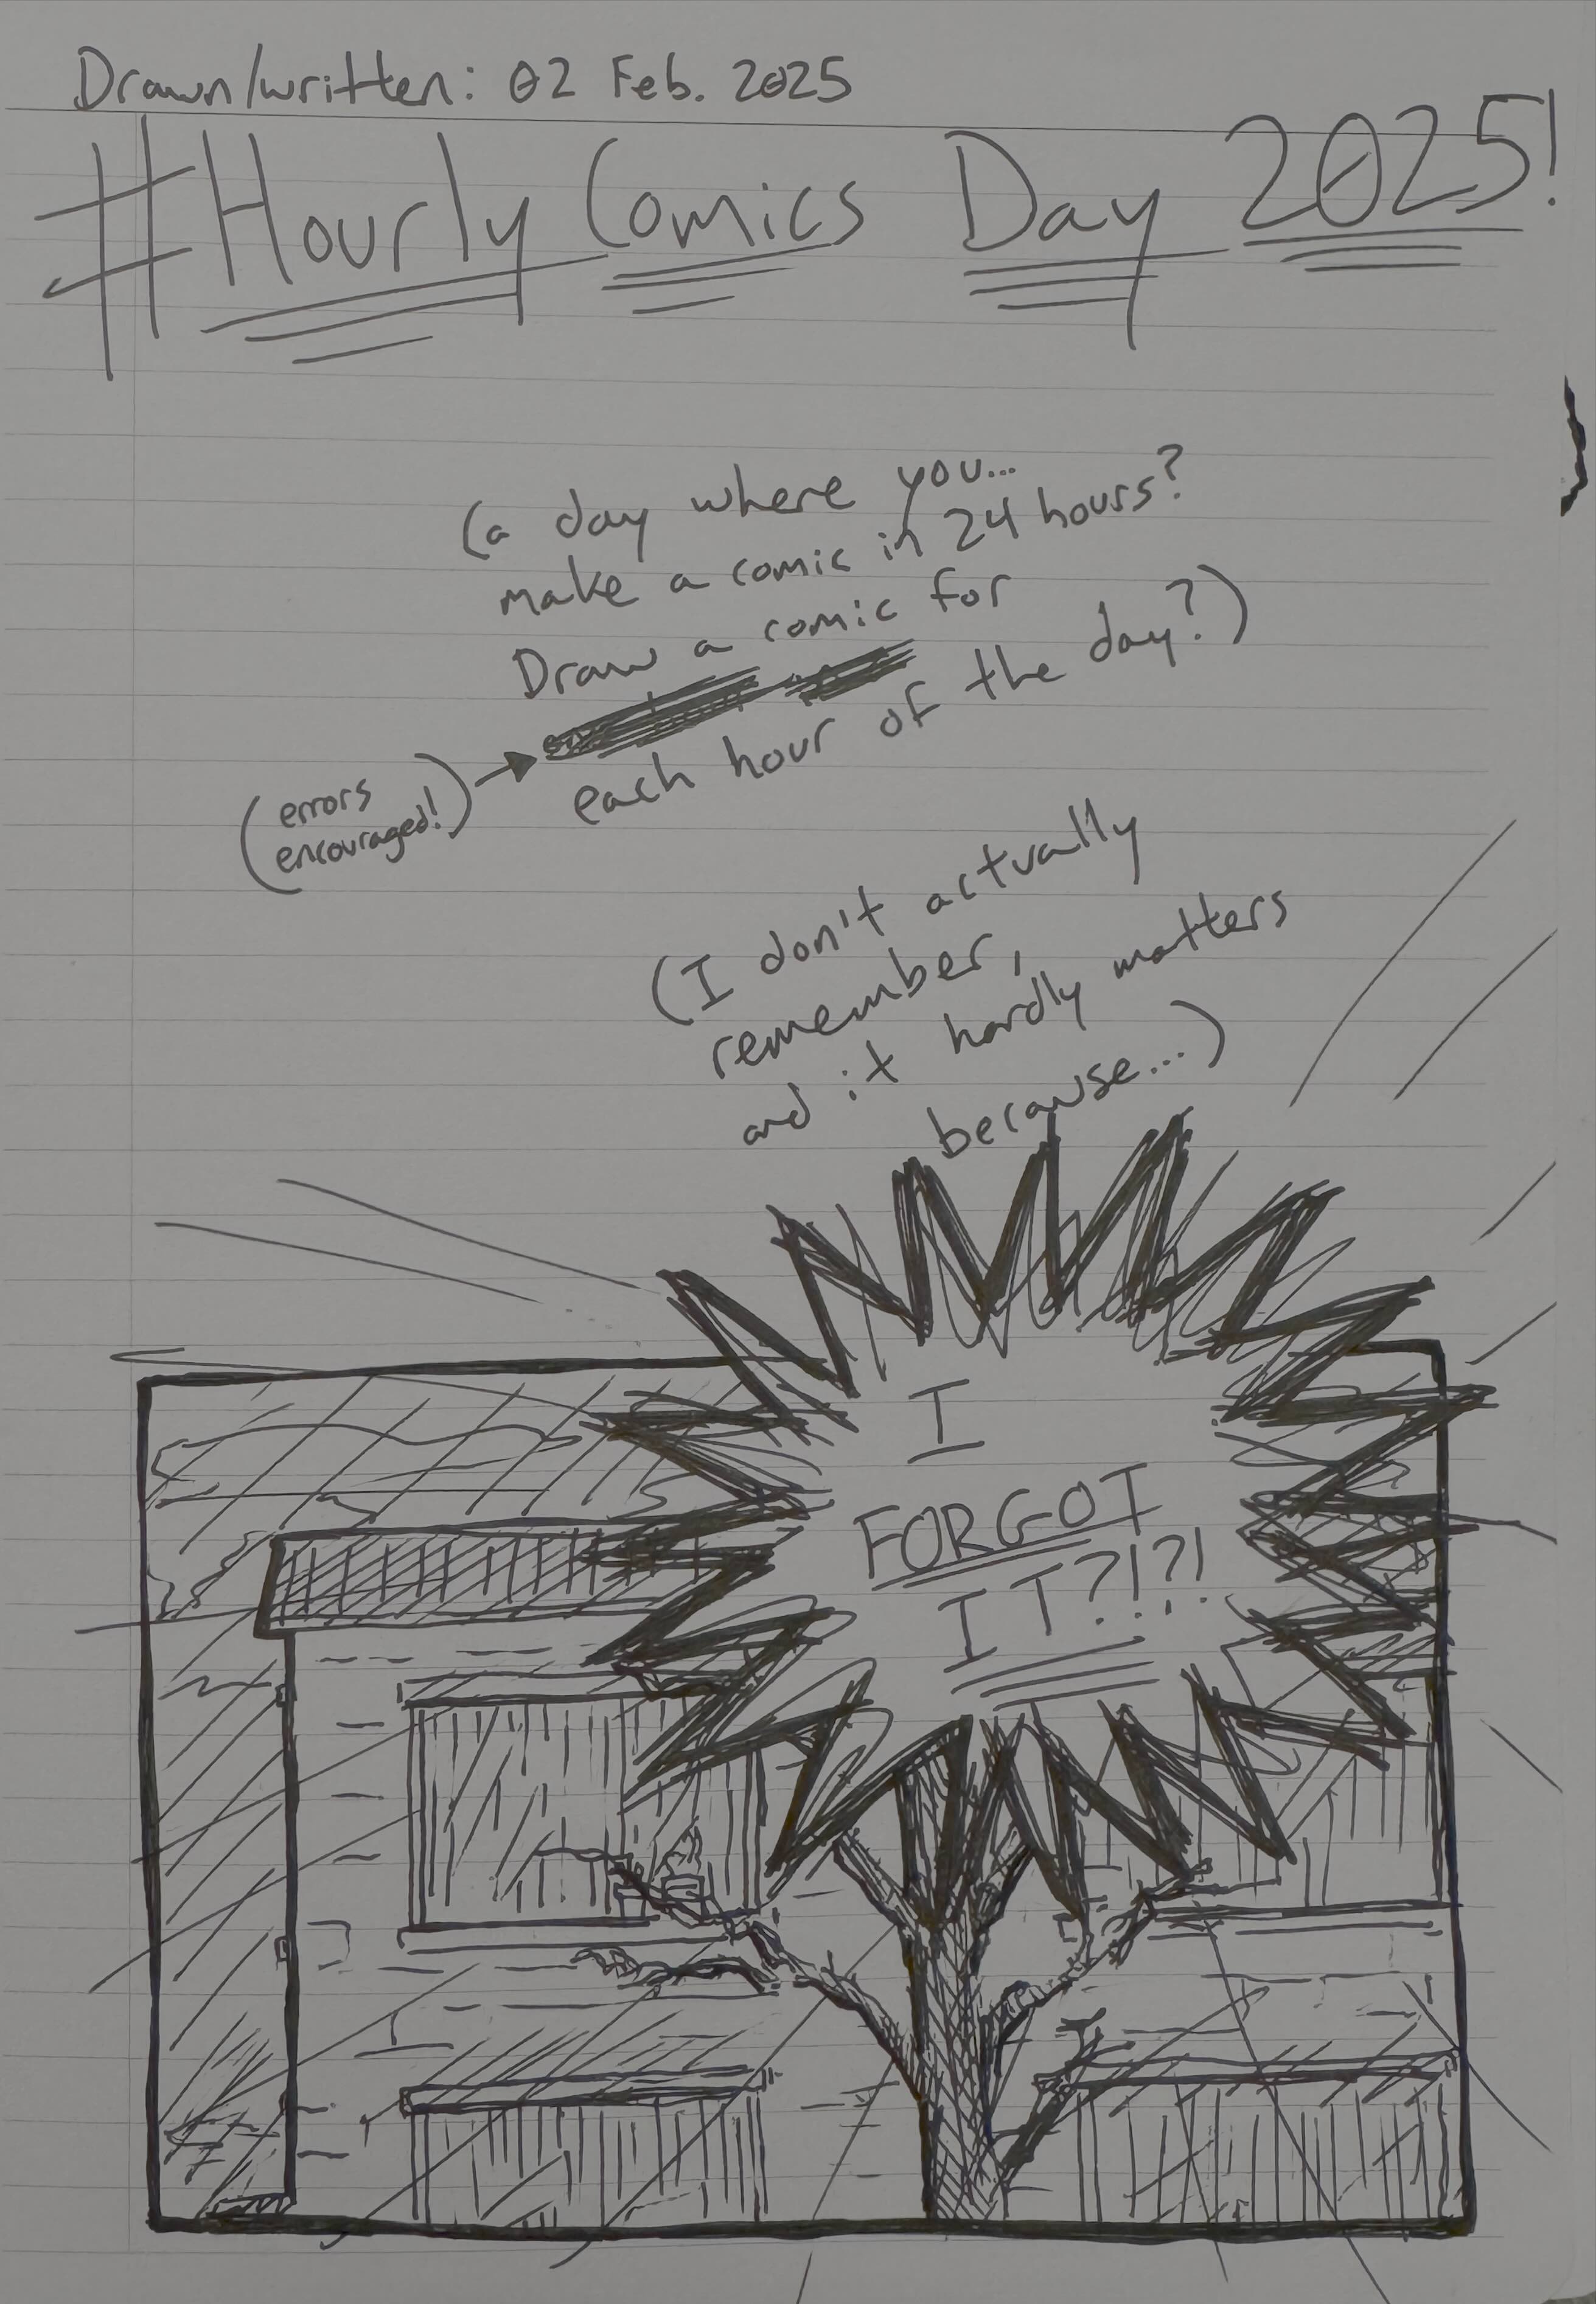 Drawn/written: 02 Feb. 2025
#Hourly Comics Day 2025!
(a day where you...
make a comic in 24 hours?
Draw a comic for
each hour of the day?)
(errors
encouraged!)
(I don't actually
remember,
and it hardly matters
because...)
I
FORGOT
IT?!?!